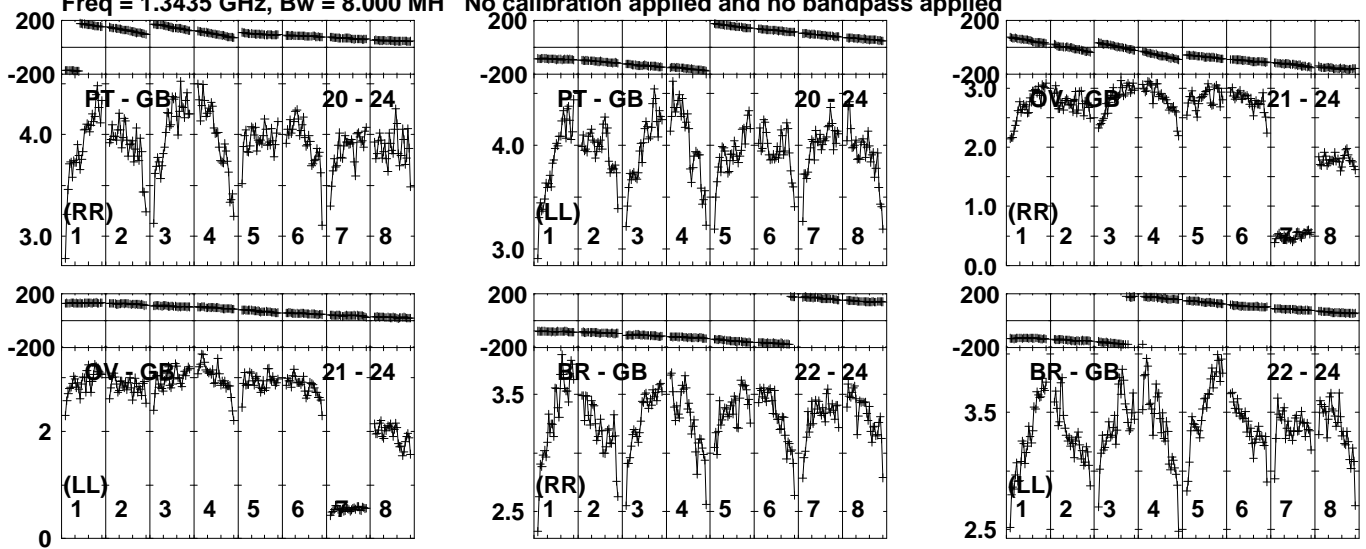 Freq = 1.3435 GHz, Bw = 8.000 MH No calibration applied and no bandpass applied
200
-200
PT - GB 20 - 24
4.0
(RR)
3.0
1 2 3 4 5 6 7 8
PT - GB 20 - 24
4.0
(LL)
3.0
1 2 3 4 5 6 7 8
200
-200
3.0
OV - GB 21 - 24
2.0
1.0
(RR)
0.0
1 2 3 4 5 6 7 8
200
-200
OV - GB 21 - 24
2
(LL)
0
1 2 3 4 5 6 7 8
200
-200
BR - GB 22 - 24
3.5
(RR)
2.5
1 2 3 4 5 6 7 8
200
-200
BR - GB 22 - 24
3.5
(LL)
2.5
1 2 3 4 5 6 7 8